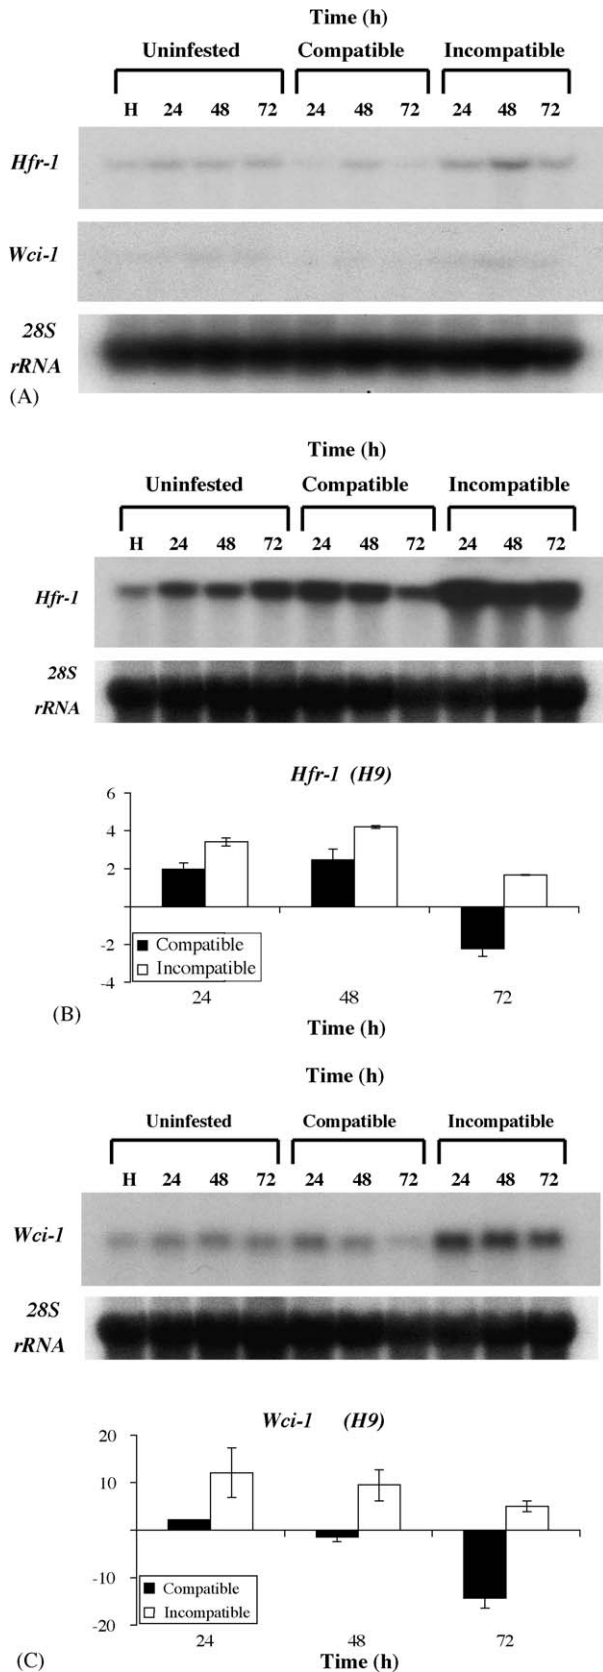 Time (h)
Uninfested Compatible Incompatible
H 24 48 72 24 48 72 24 48 72
Hfr-1
Wci-1
28S
rRNA
(A)
Time (h)
Uninfested Compatible Incompatible
H 24 48 72 24 48 72 24 48 72
Hfr-1
28S
rRNA
Hfr-1 (H9)
6
4
2
-2
-4
Compatible
Incompatible
24 48 72
(B)
Time (h)
Time (h)
Uninfested Compatible Incompatible
H 24 48 72 24 48 72 24 48 72
Wci-1
28S
rRNA
Wci-1 (H9)
20
10
-10
-20
Compatible
Incompatible
24 48 72
(C)
Time (h)